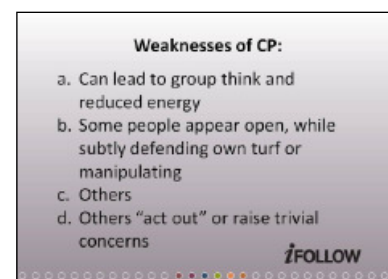 Weaknesses of CP:
a. Can lead to group think and
reduced energy
b. Some people appear open, while
subtly defending own turf or
manipulating
c. Others
d. Others “act out” or raise trivial
concerns
iFOLLOW